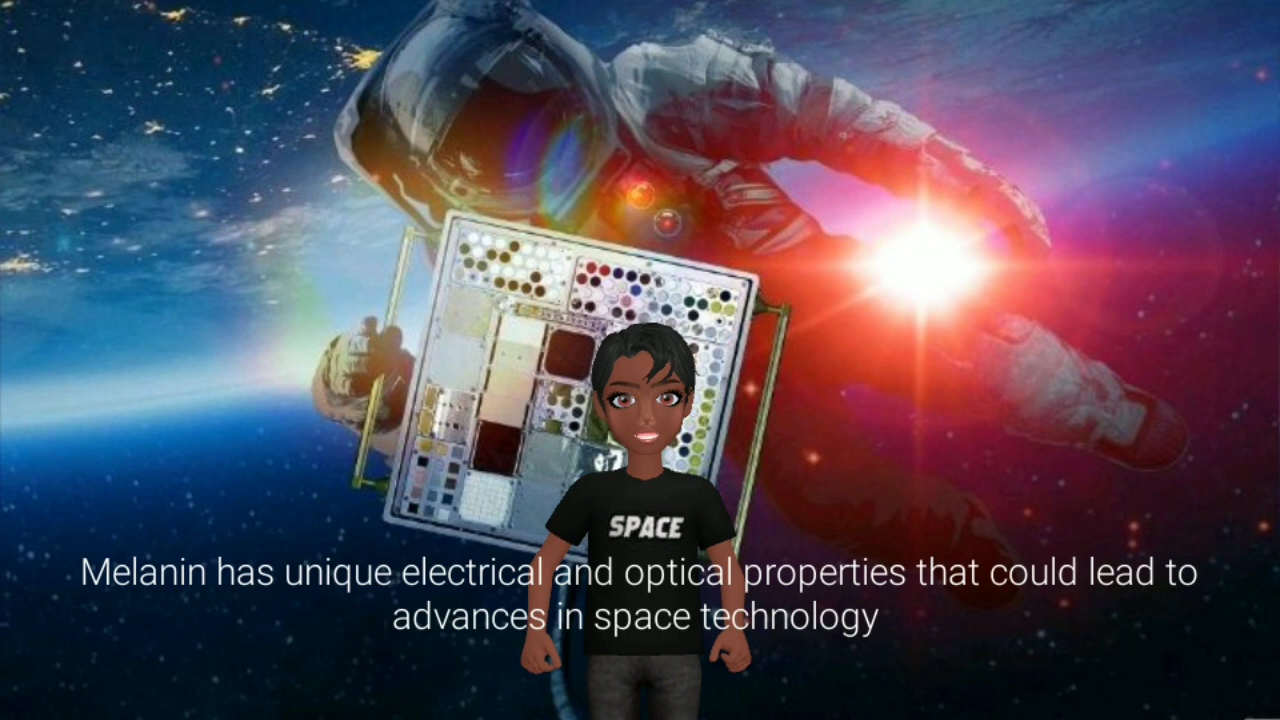 SPACE
Melanin has unique electrical and optical properties that could lead to
advances in space technology